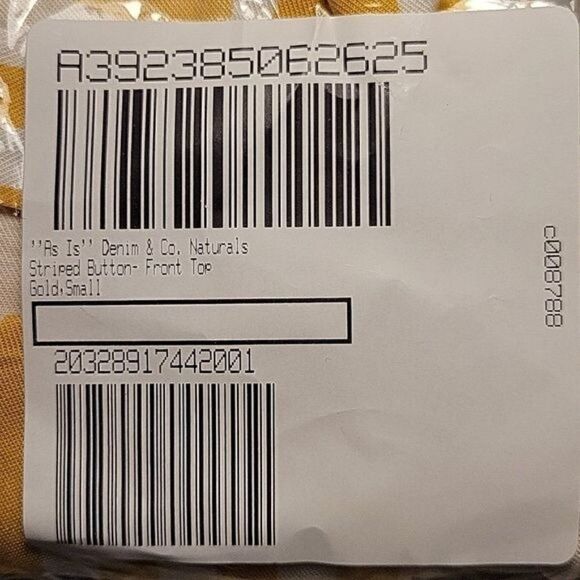 A392385062625
''As Is'' Denim & Co. Naturals
Striped Button- Front Top
Gold,Small
20328917442001
c008788